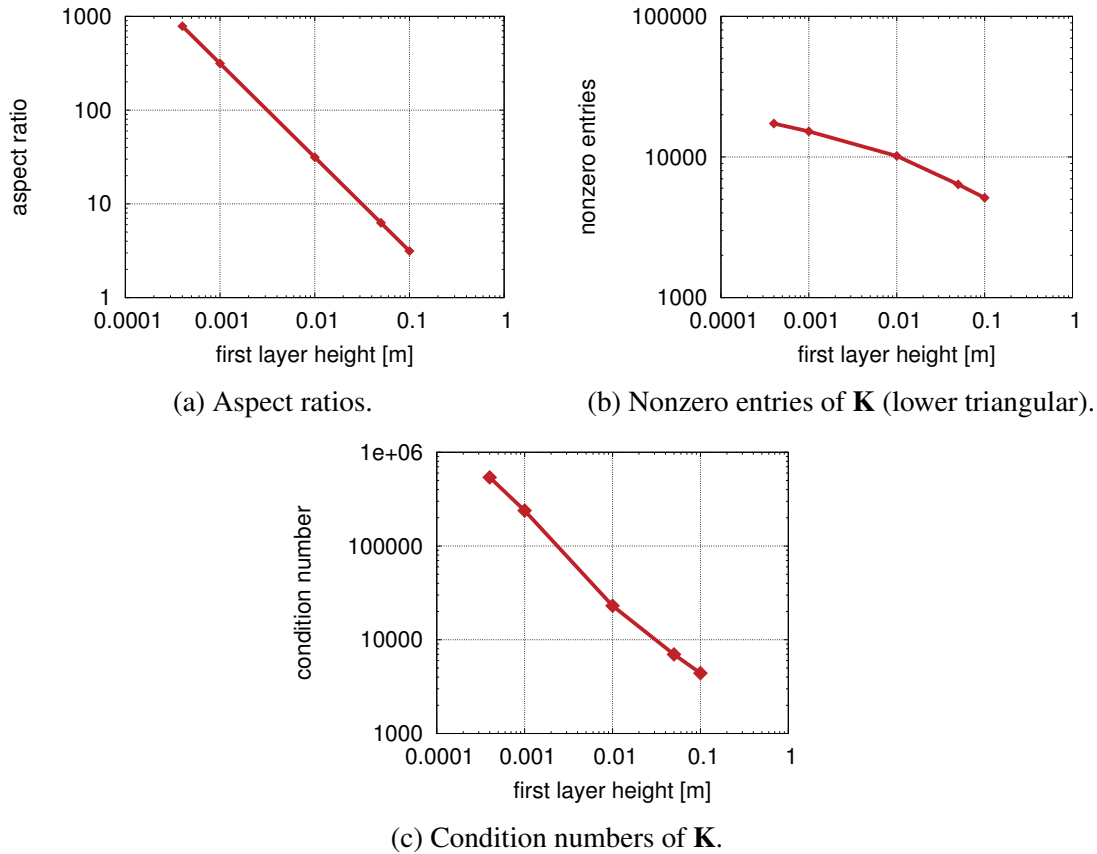 1000
100
10
1
0.0001 0.001 0.01 0.1 1
aspect ratio
first layer height [m]
(a) Aspect ratios.
100000
10000
1000
0.0001 0.001 0.01 0.1 1
nonzero entries
first layer height [m]
(b) Nonzero entries of K (lower triangular).
1e+06
100000
10000
1000
0.0001 0.001 0.01 0.1 1
condition number
first layer height [m]
(c) Condition numbers of K.